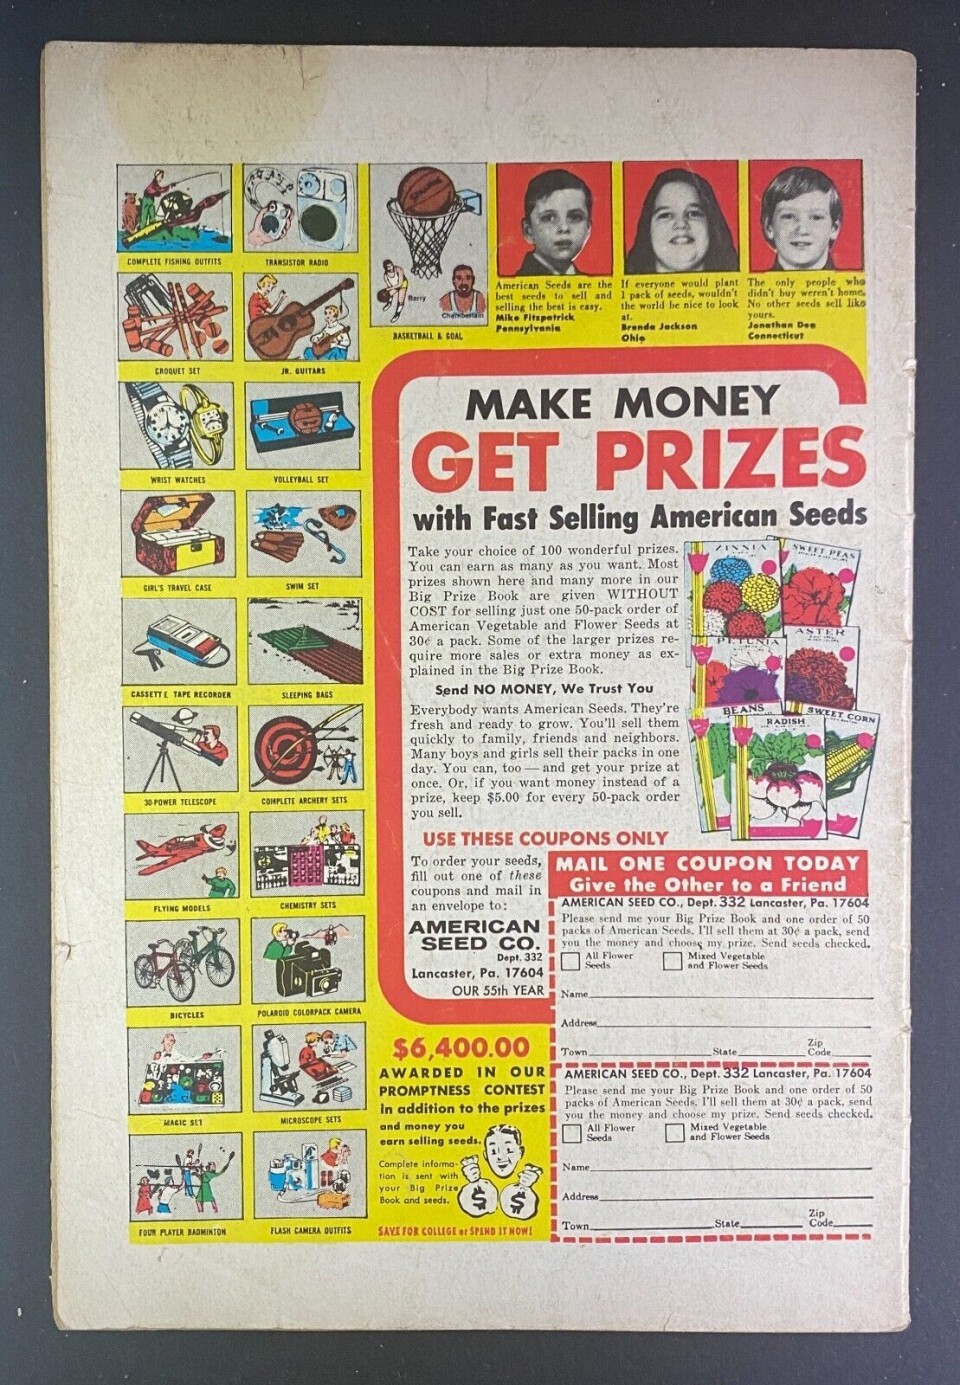 COMPLETE FISHING OUTFITS
TRANSISTOR RADIO
Barry
Chamberlain
BASKETBALL & GOAL
American Seeds are the
best seeds to sell and
selling the best is easy.
Mike Fitzpatrick
Pennsylvania
If everyone would plant
1 pack of seeds, wouldn't
the world be nice to look
at.
Brenda Jackson
Ohio
The only people who
didn't buy weren't home.
No other seeds sell like
yours.
Jonathan Dee
Connecticut
CROQUET SET
JR. GUITARS
WRIST WATCHES
VOLLEYBALL SET
GIRL'S TRAVEL CASE
SWIM SET
CASSETTE TAPE RECORDER
SLEEPING BAGS
30-POWER TELESCOPE
COMPLETE ARCHERY SETS
FLYING MODELS
CHEMISTRY SETS
BICYCLES
POLAROID COLORPACK CAMERA
MAGIC SET
MICROSCOPE SETS
FOUR PLAYER BADMINTON
FLASH CAMERA OUTFITS
MAKE MONEY
GET PRIZES
with Fast Selling American Seeds
Take your choice of 100 wonderful prizes.
You can earn as many as you want. Most
prizes shown here and many more in our
Big Prize Book are given WITHOUT
COST for selling just one 50-pack order of
American Vegetable and Flower Seeds at
30¢ a pack. Some of the larger prizes re-
quire more sales or extra money as ex-
plained in the Big Prize Book.
Send NO MONEY, We Trust You
Everybody wants American Seeds. They're
fresh and ready to grow. You'll sell them
quickly to family, friends and neighbors.
Many boys and girls sell their packs in one
day. You can, too — and get your prize at
once. Or, if you want money instead of a
prize, keep $5.00 for every 50-pack order
you sell.
ZINNIA
SWEET PEAS
PETUNIA
ASTER
BEANS
RADISH
SWEET CORN
USE THESE COUPONS ONLY
To order your seeds,
fill out one of these
coupons and mail in
an envelope to:
AMERICAN
SEED CO.
Dept. 332
Lancaster, Pa. 17604
OUR 55th YEAR
MAIL ONE COUPON TODAY
Give the Other to a Friend
AMERICAN SEED CO., Dept. 332 Lancaster, Pa. 17604
Please send me your Big Prize Book and one order of 50
packs of American Seeds. I'll sell them at 30¢ a pack, send
you the money and choose my prize. Send seeds checked.
All Flower
Seeds
Mixed Vegetable
and Flower Seeds
Name
Address
Town State Zip
Code
AMERICAN SEED CO., Dept. 332 Lancaster, Pa. 17604
Please send me your Big Prize Book and one order of 50
packs of American Seeds. I'll sell them at 30¢ a pack, send
you the money and choose my prize. Send seeds checked.
All Flower
Seeds
Mixed Vegetable
and Flower Seeds
Name
Address
Town State Zip
Code
$6,400.00
AWARDED IN OUR
PROMPTNESS CONTEST
in addition to the prizes
and money you
earn selling seeds.
Complete informa-
tion is sent with
your Big Prize
Book and seeds.
$ $
SAVE FOR COLLEGE or SPEND IT NOW!